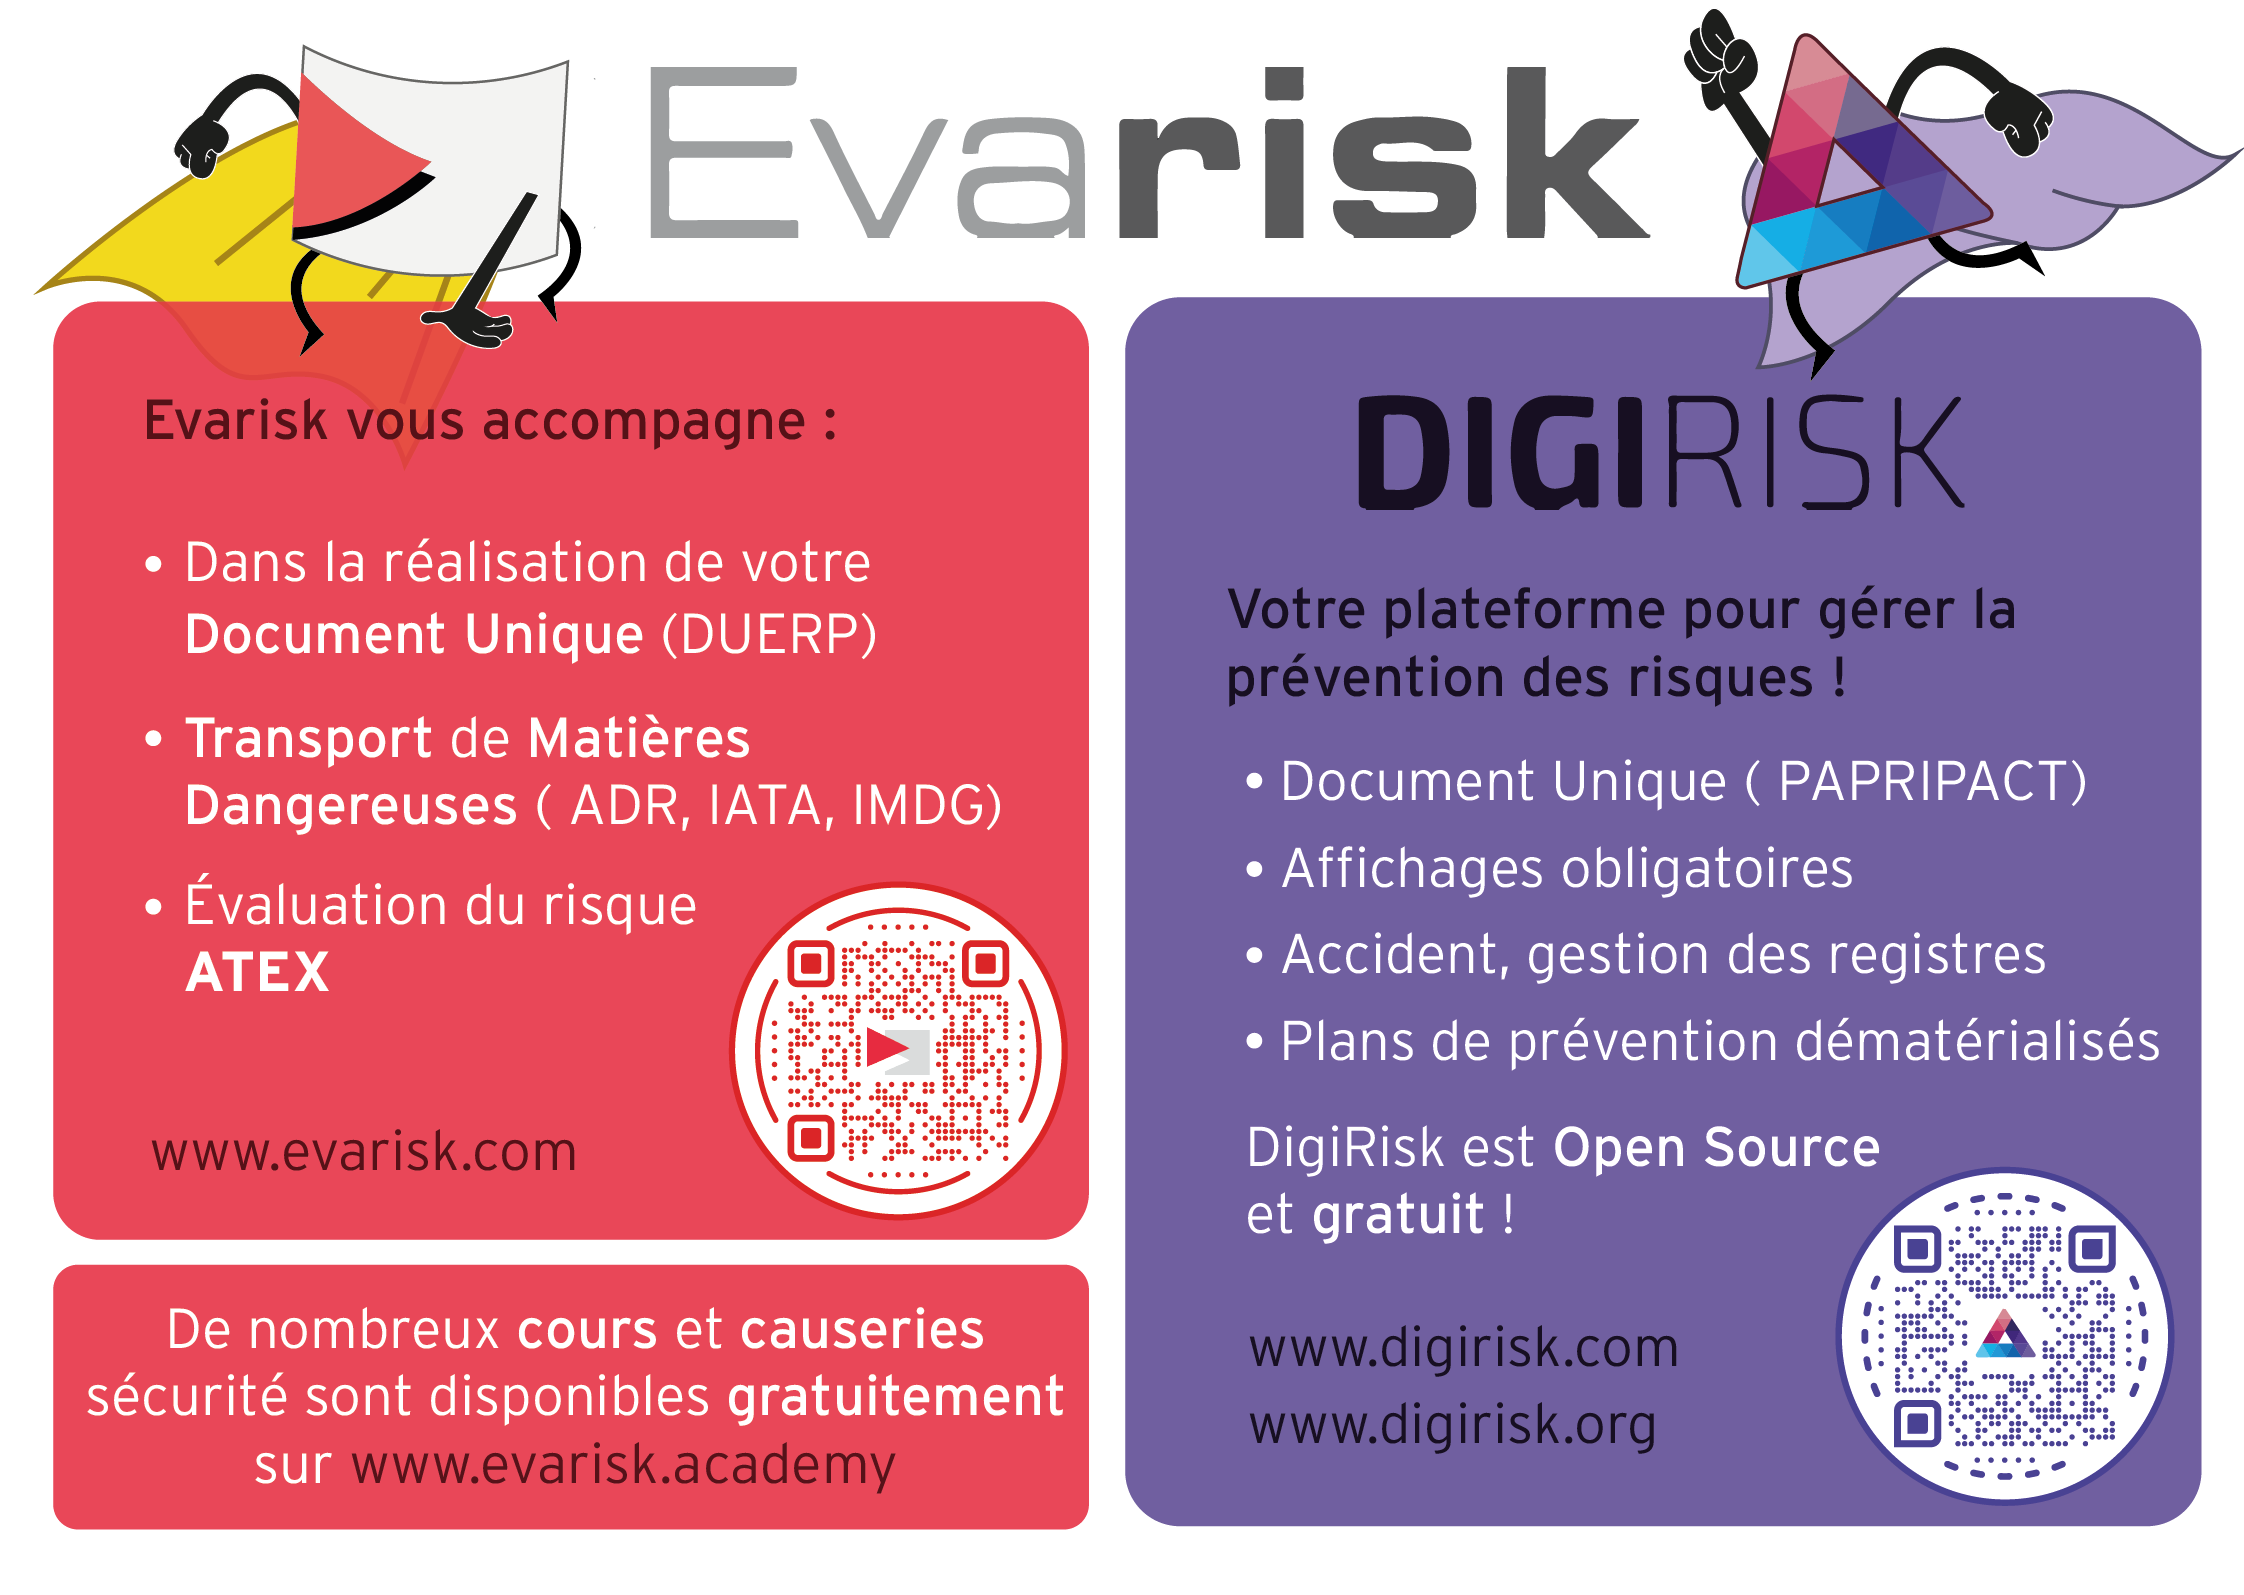 Evarisk
Evarisk vous accompagne :
• Dans la réalisation de votre
Document Unique (DUERP)
• Transport de Matières
Dangereuses ( ADR, IATA, IMDG)
• Évaluation du risque
ATEX
www.evarisk.com
De nombreux cours et causeries
sécurité sont disponibles gratuitement
sur www.evarisk.academy
DIGIRISK
Votre plateforme pour gérer la
prévention des risques !
• Document Unique ( PAPRIPACT)
• Affichages obligatoires
• Accident, gestion des registres
• Plans de prévention dématérialisés
DigiRisk est Open Source
et gratuit !
www.digirisk.com
www.digirisk.org